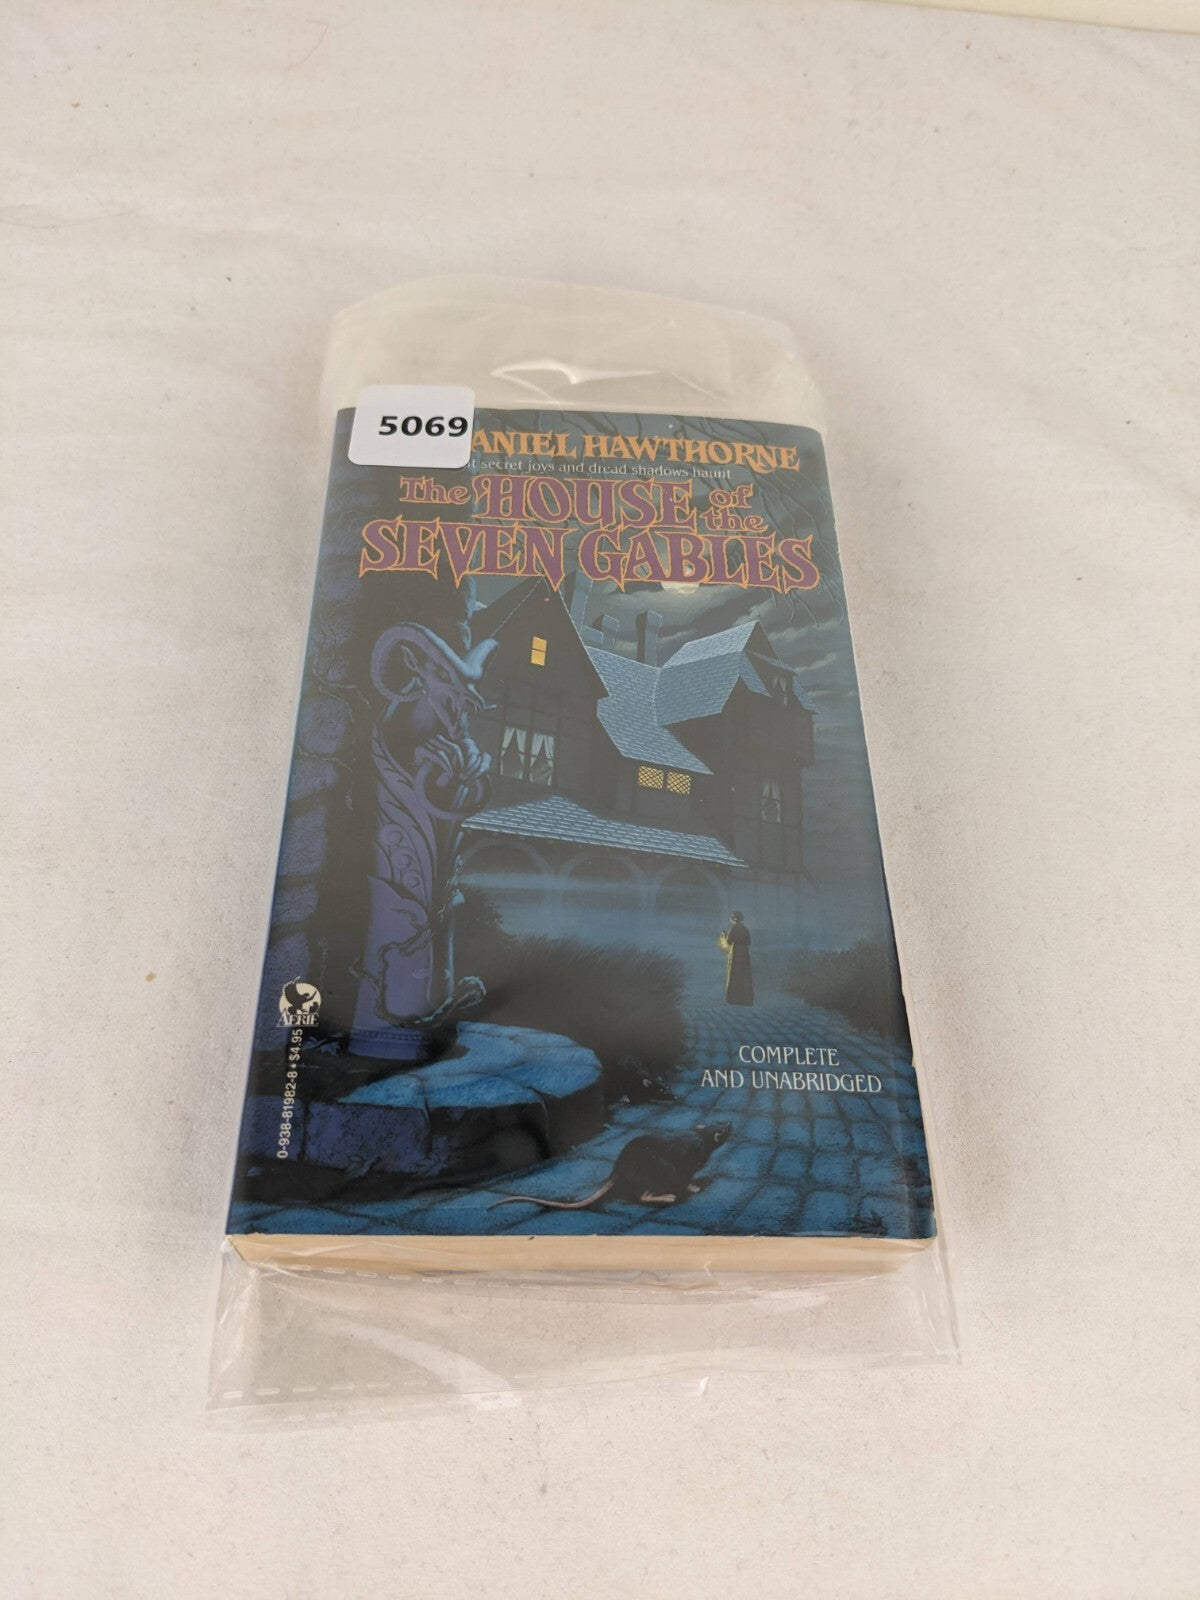 5069
ANIEL HAWTHORNE
t secret joys and dread shadows haunt
The HOUSE of the
SEVEN GABLES
AERIE
0-938-81982-8 • $4.95
COMPLETE
AND UNABRIDGED